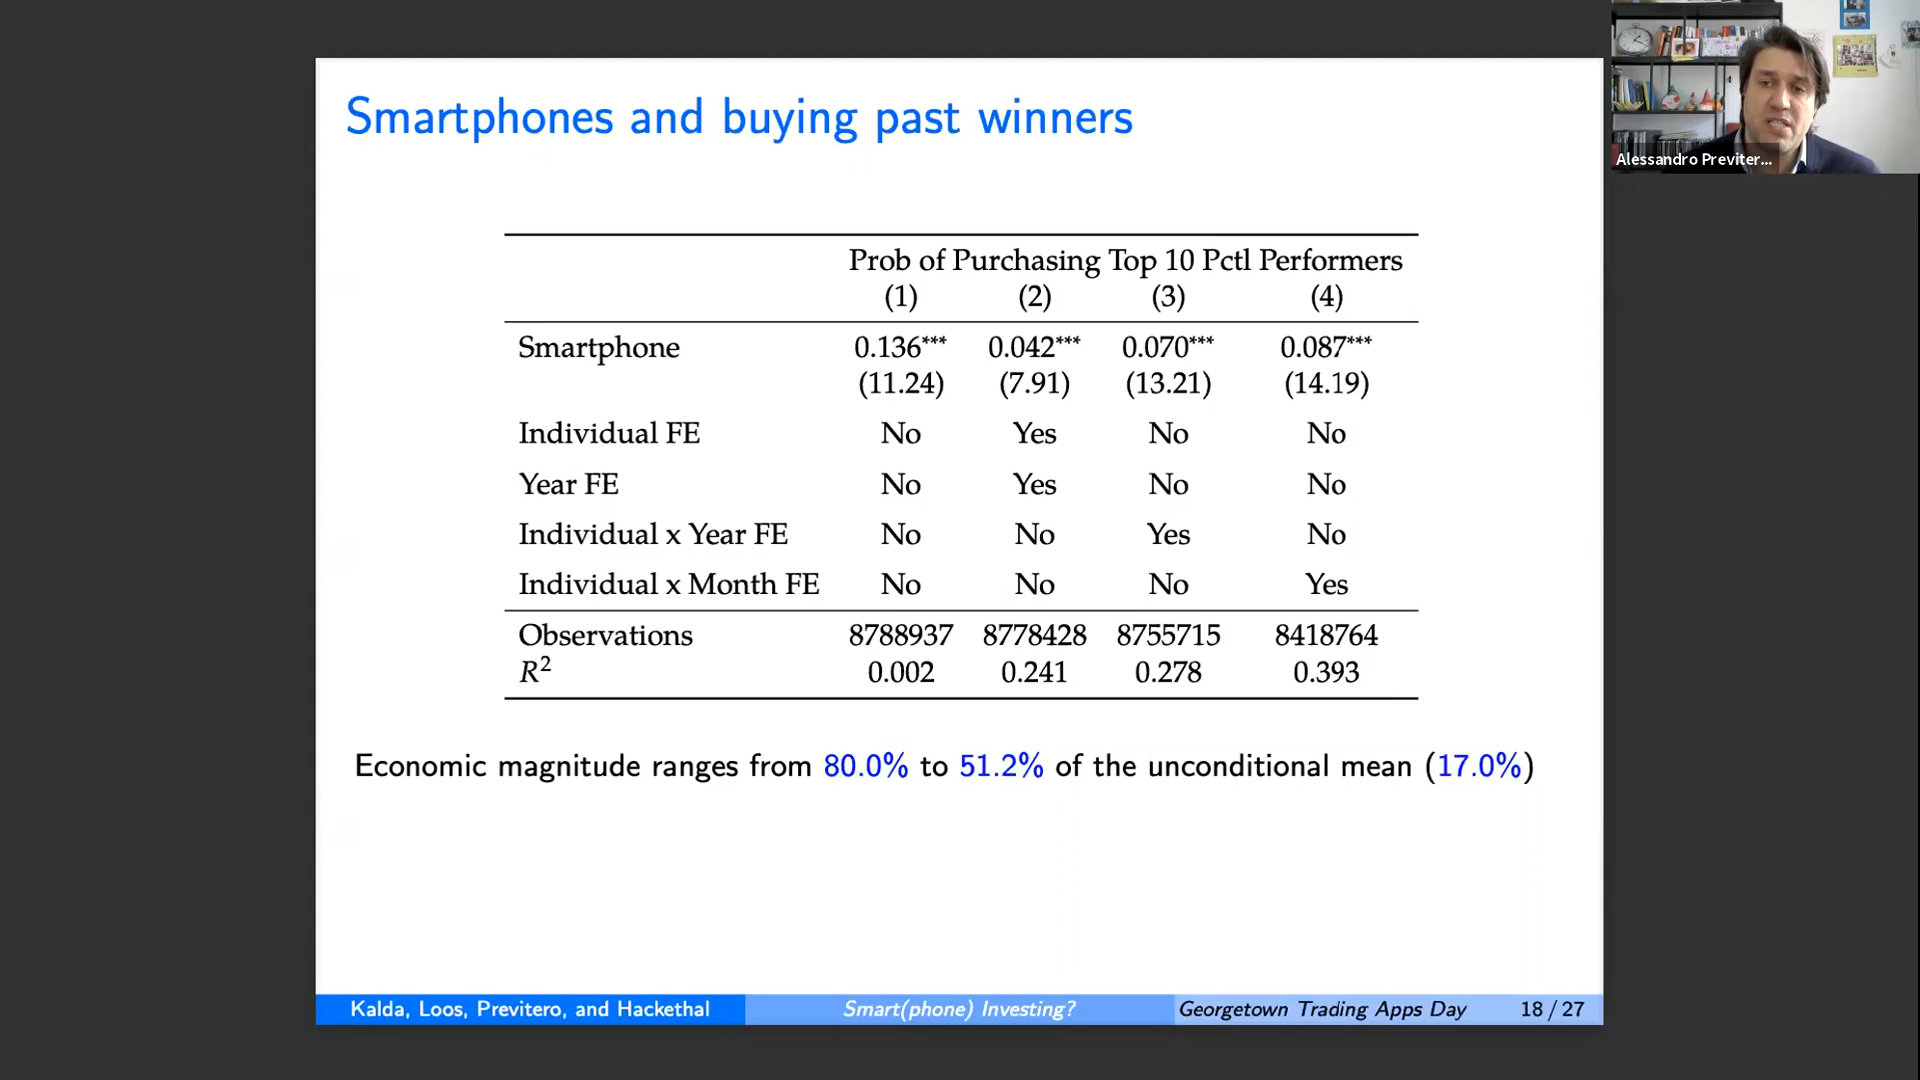 Smartphones and buying past winners
Alessandro Previter...
Prob of Purchasing Top 10 Pctl Performers
(1) (2) (3) (4)
Smartphone 0.136*** 0.042*** 0.070*** 0.087***
(11.24) (7.91) (13.21) (14.19)
Individual FE No Yes No No
Year FE No Yes No No
Individual x Year FE No No Yes No
Individual x Month FE No No No Yes
Observations 8788937 8778428 8755715 8418764
R² 0.002 0.241 0.278 0.393
Economic magnitude ranges from 80.0% to 51.2% of the unconditional mean (17.0%)
Kalda, Loos, Previtero, and Hackethal Smart(phone) Investing? Georgetown Trading Apps Day 18 / 27